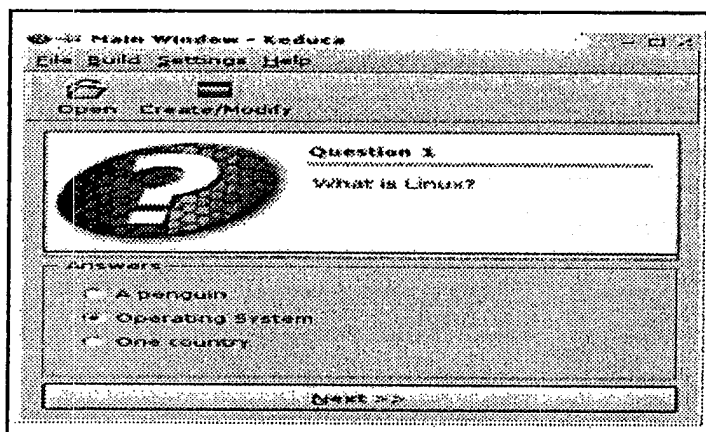 Main Window - Keduca
File Build Settings Help
Open Create/Modify
Question 1
What is Linux?
Answers
A penguin
Operating System
One country
Next >>